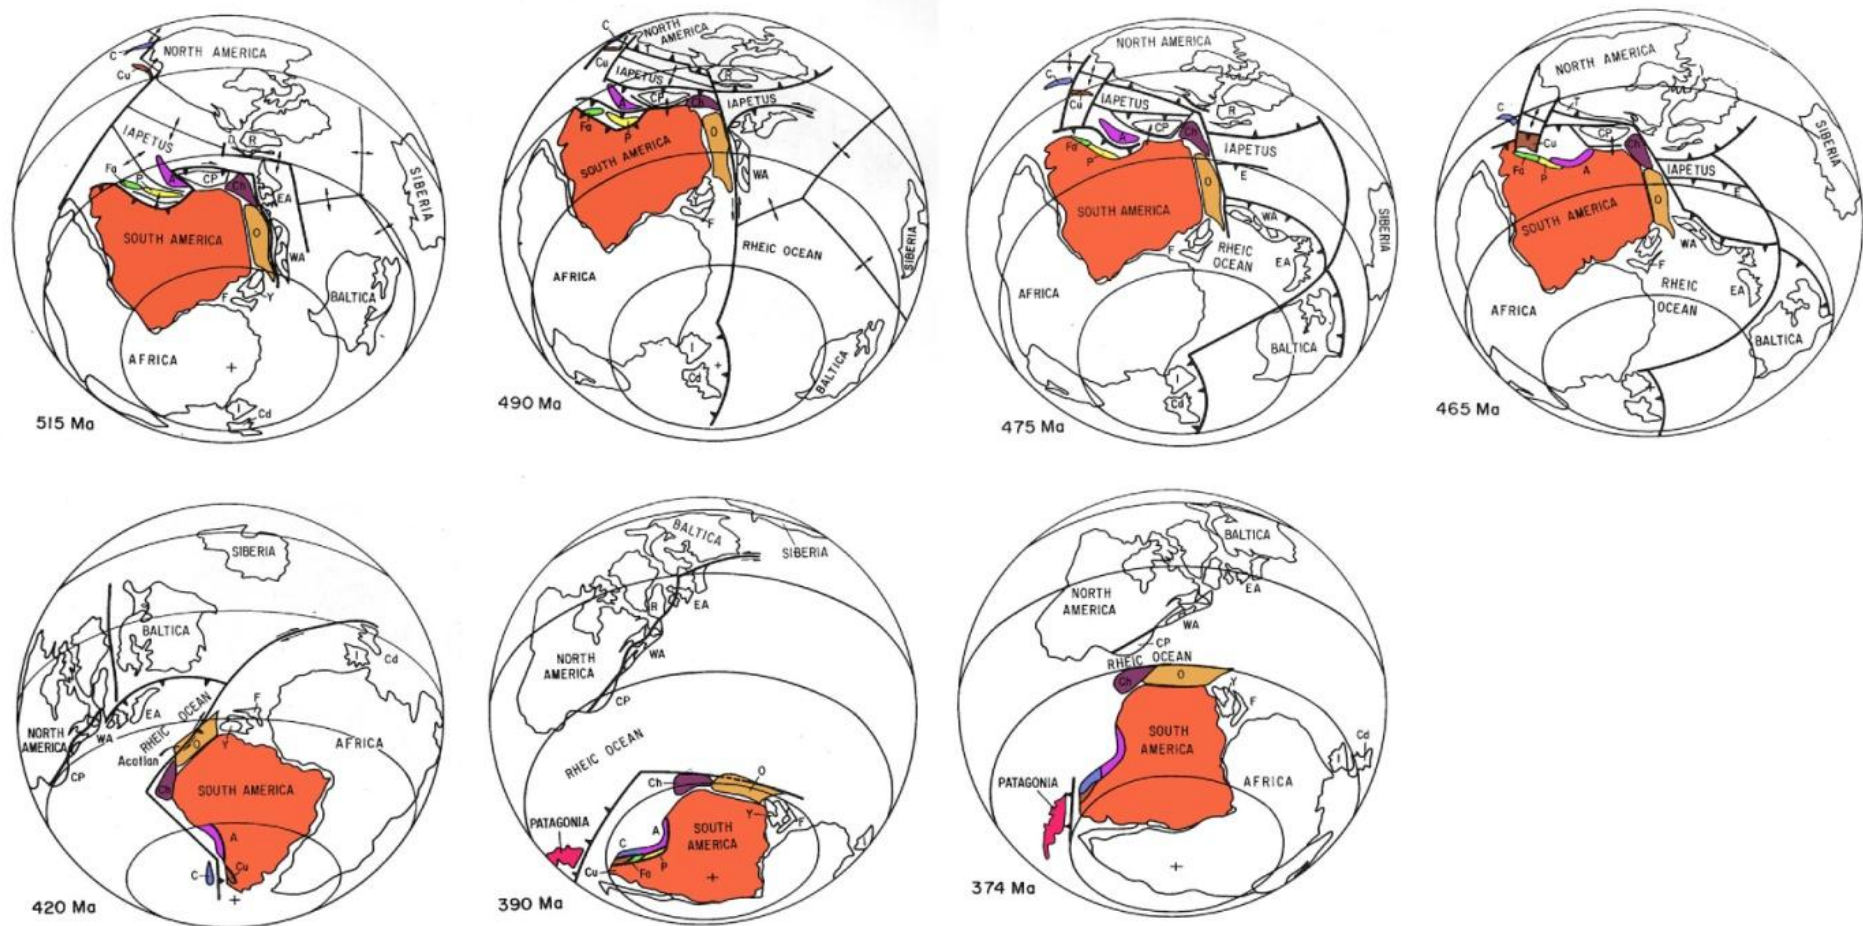 C
NORTH AMERICA
Cu
IAPETUS
R
Fa
P
A
CP
Ch
EA
SIBERIA
SOUTH AMERICA
O
WA
F
Y
BALTICA
AFRICA
I
Cd
515 Ma
C
NORTH
AMERICA
Cu
IAPETUS
R
A
CP
Ch
IAPETUS
Fa
P
O
SOUTH AMERICA
WA
F
RHEIC OCEAN
SIBERIA
AFRICA
I
Cd
BALTICA
490 Ma
NORTH AMERICA
C
Cu
IAPETUS
R
A
CP
Ch
Fa
P
IAPETUS
E
O
SOUTH AMERICA
WA
SIBERIA
F
RHEIC
OCEAN
EA
AFRICA
BALTICA
I
Cd
475 Ma
NORTH AMERICA
C
T
R
SIBERIA
Cu
CP
Ch
Fa
P
A
IAPETUS
E
O
SOUTH AMERICA
WA
F
RHEIC
OCEAN
EA
AFRICA
BALTICA
465 Ma
SIBERIA
BALTICA
I
Cd
F
EA
RHEIC OCEAN
NORTH
AMERICA
WA
O
Y
AFRICA
Acatlan
CP
Ch
SOUTH AMERICA
A
C
Cu
420 Ma
BALTICA
SIBERIA
R
EA
WA
NORTH
AMERICA
CP
RHEIC OCEAN
Ch
O
Y
F
PATAGONIA
A
SOUTH
AMERICA
C
P
Cu
Fa
I
390 Ma
BALTICA
NORTH
AMERICA
EA
WA
CP
RHEIC OCEAN
Ch
O
Y
F
SOUTH
AMERICA
Cd
I
PATAGONIA
AFRICA
374 Ma